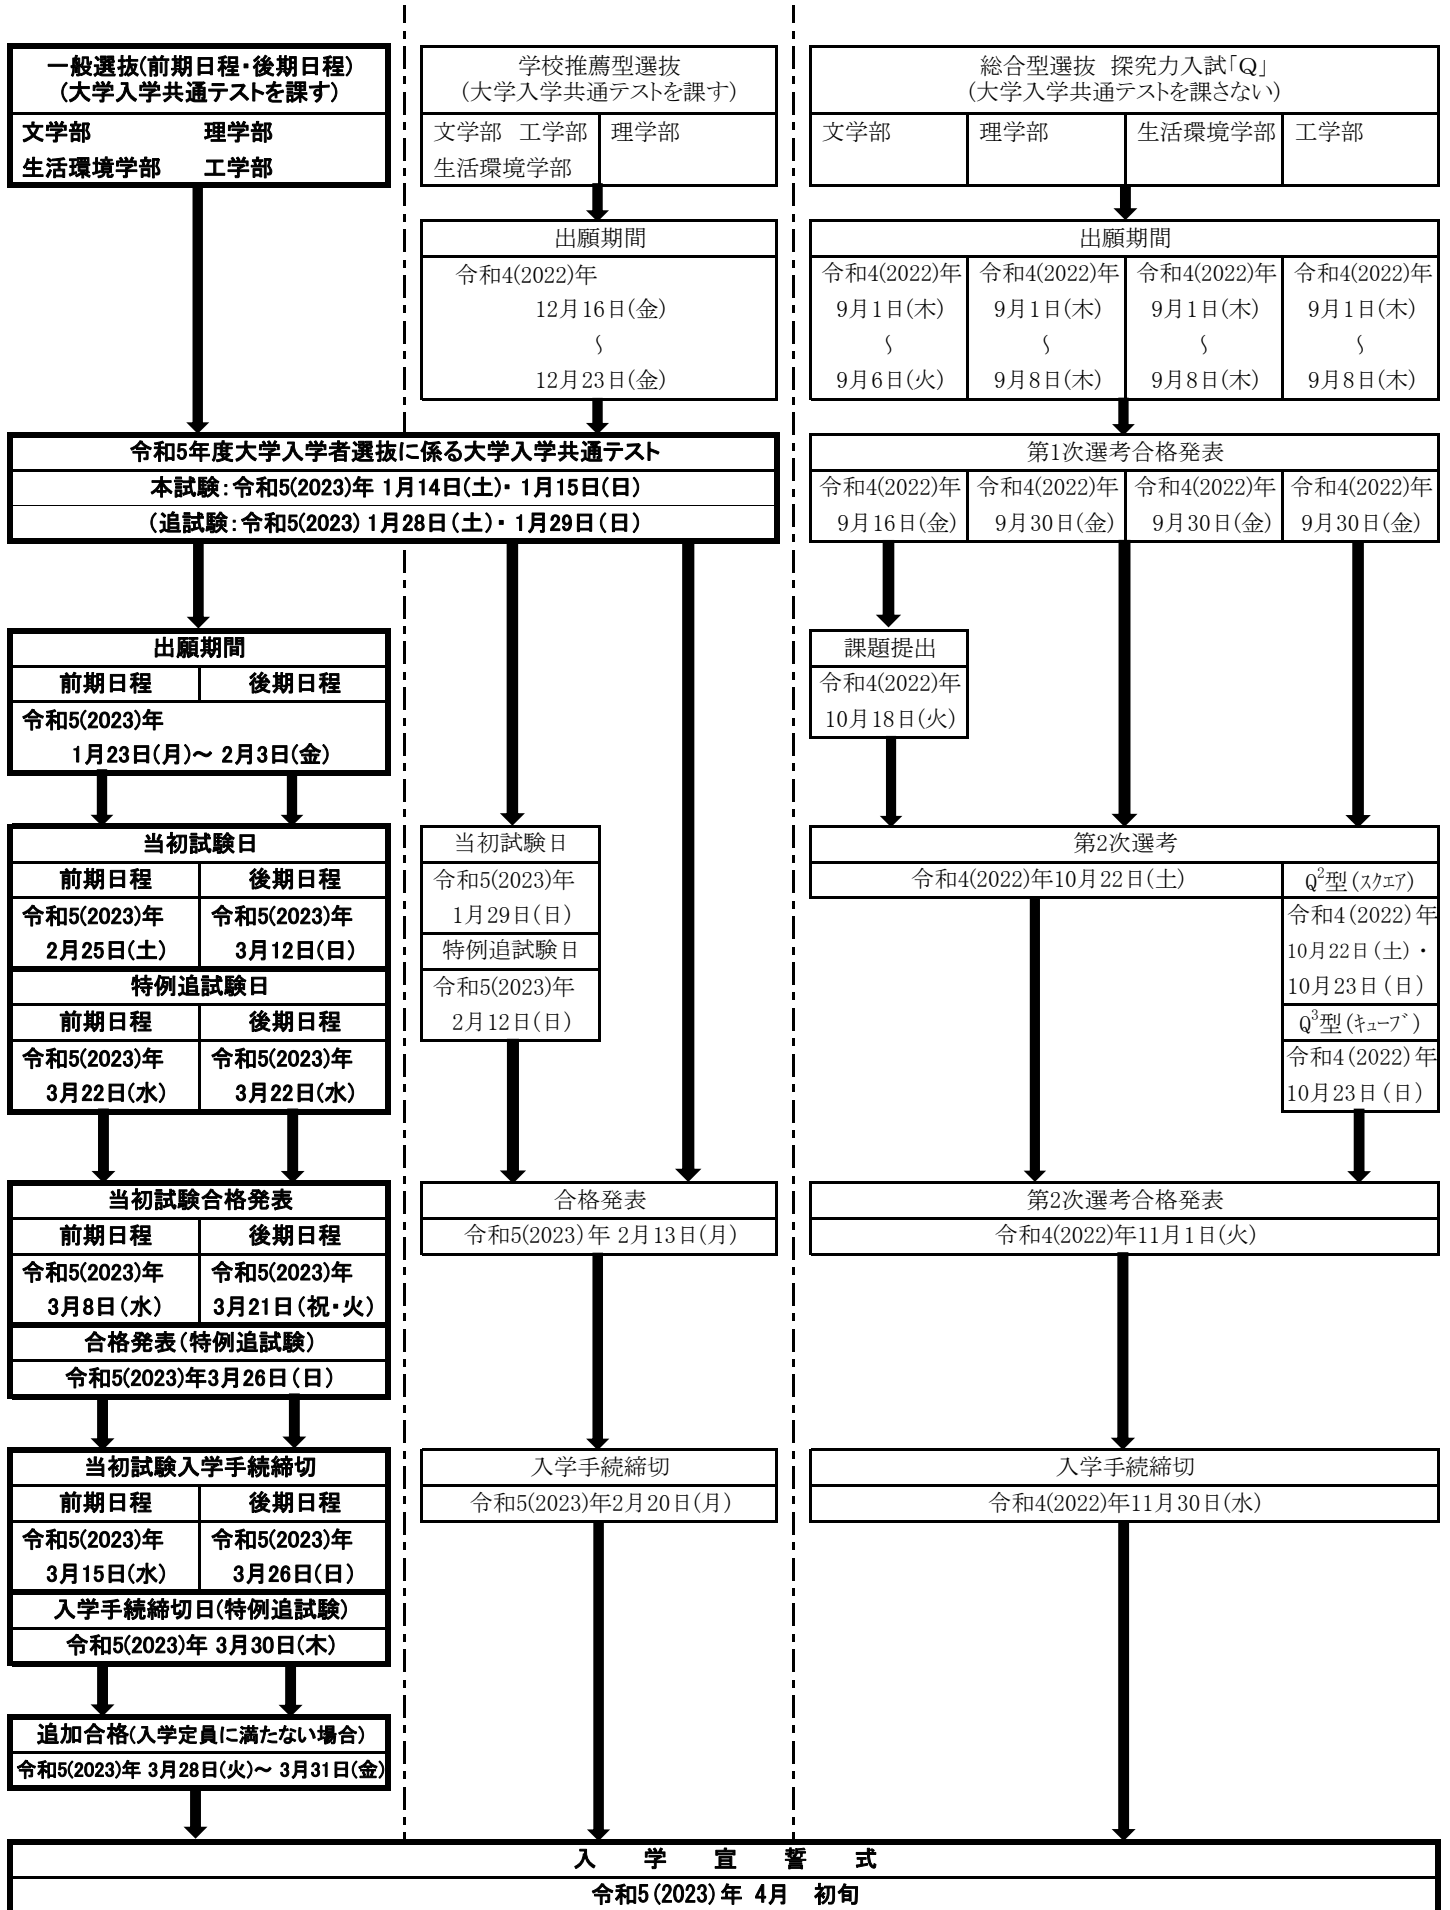 一般選抜(前期日程・後期日程)
(大学入学共通テストを課す)
文学部 理学部
生活環境学部 工学部
学校推薦型選抜
(大学入学共通テストを課す)
文学部 工学部
生活環境学部
理学部
総合型選抜 探究力入試「Q」
(大学入学共通テストを課さない)
文学部
理学部
生活環境学部
工学部
出願期間
令和4(2022)年
12月16日(金)
～
12月23日(金)
出願期間
令和4(2022)年
9月1日(木)
～
9月6日(火)
令和4(2022)年
9月1日(木)
～
9月8日(木)
令和4(2022)年
9月1日(木)
～
9月8日(木)
令和4(2022)年
9月1日(木)
～
9月8日(木)
令和5年度大学入学者選抜に係る大学入学共通テスト
本試験：令和5(2023)年 1月14日(土)・ 1月15日(日)
(追試験：令和5(2023) 1月28日(土)・ 1月29日(日)
第1次選考合格発表
令和4(2022)年
9月16日(金)
令和4(2022)年
9月30日(金)
令和4(2022)年
9月30日(金)
令和4(2022)年
9月30日(金)
出願期間
前期日程 後期日程
令和5(2023)年
1月23日(月)～ 2月3日(金)
課題提出
令和4(2022)年
10月18日(火)
当初試験日
前期日程 後期日程
令和5(2023)年 令和5(2023)年
2月25日(土) 3月12日(日)
特例追試験日
前期日程 後期日程
令和5(2023)年 令和5(2023)年
3月22日(水) 3月22日(水)
当初試験日
令和5(2023)年
1月29日(日)
特例追試験日
令和5(2023)年
2月12日(日)
第2次選考
令和4(2022)年10月22日(土)
Q²型(ｽｸｴｱ)
令和4(2022)年
10月22日(土)・
10月23日(日)
Q³型(ｷｭｰﾌﾞ)
令和4(2022)年
10月23日(日)
当初試験合格発表
前期日程 後期日程
令和5(2023)年 令和5(2023)年
3月8日(水) 3月21日(祝・火)
合格発表(特例追試験)
令和5(2023)年3月26日(日)
合格発表
令和5(2023)年 2月13日(月)
第2次選考合格発表
令和4(2022)年11月1日(火)
当初試験入学手続締切
前期日程 後期日程
令和5(2023)年 令和5(2023)年
3月15日(水) 3月26日(日)
入学手続締切日(特例追試験)
令和5(2023)年 3月30日(木)
入学手続締切
令和5(2023)年2月20日(月)
入学手続締切
令和4(2022)年11月30日(水)
追加合格(入学定員に満たない場合)
令和5(2023)年 3月28日(火)～ 3月31日(金)
入 学 宣 誓 式
令和5(2023)年 4月 初旬